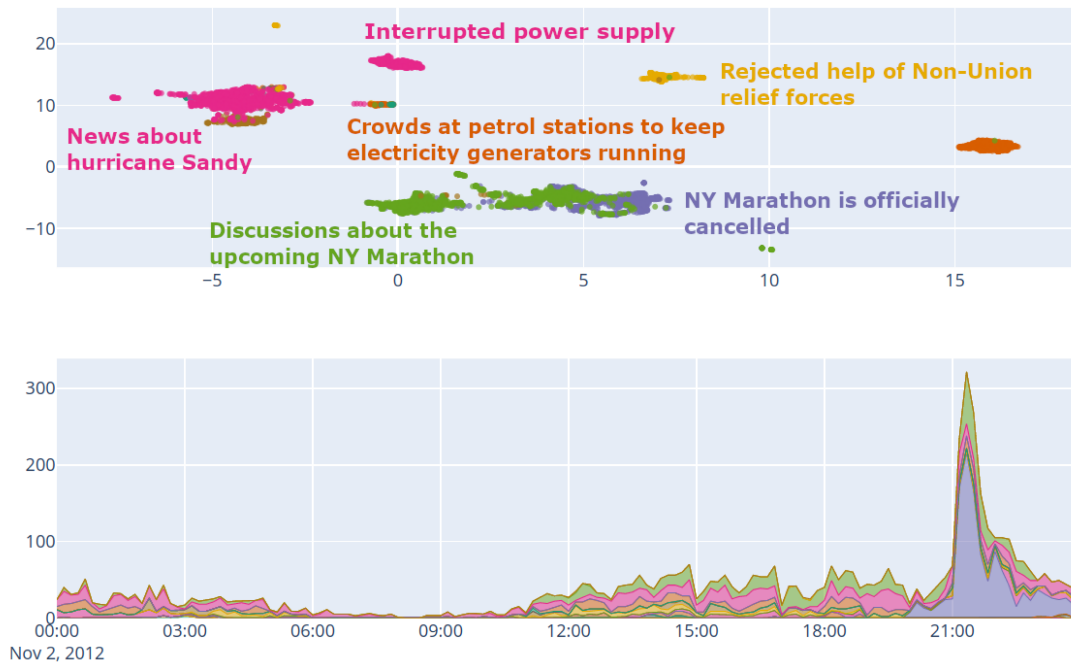 20
Interrupted power supply
Rejected help of Non-Union
relief forces
10
Crowds at petrol stations to keep
electricity generators running
News about
hurricane Sandy
0
NY Marathon is officially
cancelled
Discussions about the
upcoming NY Marathon
−10
−5 0 5 10 15
300
200
100
0
00:00 03:00 06:00 09:00 12:00 15:00 18:00 21:00
Nov 2, 2012